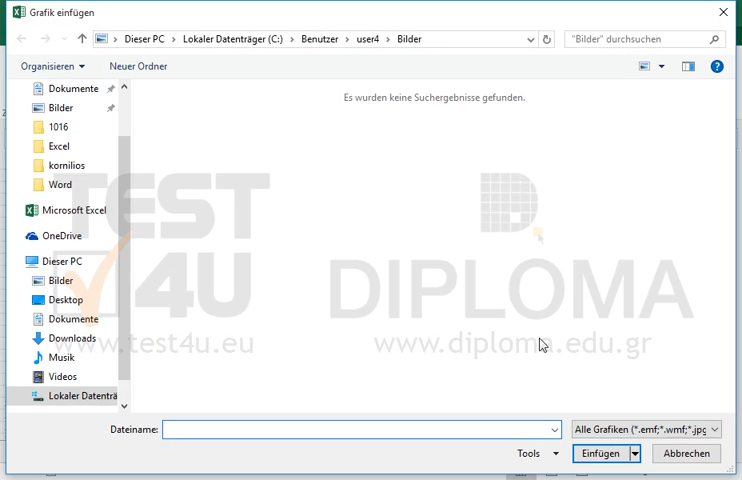 Grafik einfügen
Dieser PC > Lokaler Datenträger (C:) > Benutzer > user4 > Bilder
"Bilder" durchsuchen
Organisieren
Neuer Ordner
Es wurden keine Suchergebnisse gefunden.
Dokumente
Bilder
1016
Excel
kornilios
Word
Microsoft Excel
OneDrive
Dieser PC
Bilder
Desktop
Dokumente
Downloads
Musik
Videos
Lokaler Datenträ
TEST
4U
www.test4u.eu
D.
DIPLOMA
www.diploma.edu.gr
Dateiname:
Alle Grafiken (*.emf;*.wmf;*.jpg
Tools
Einfügen
Abbrechen